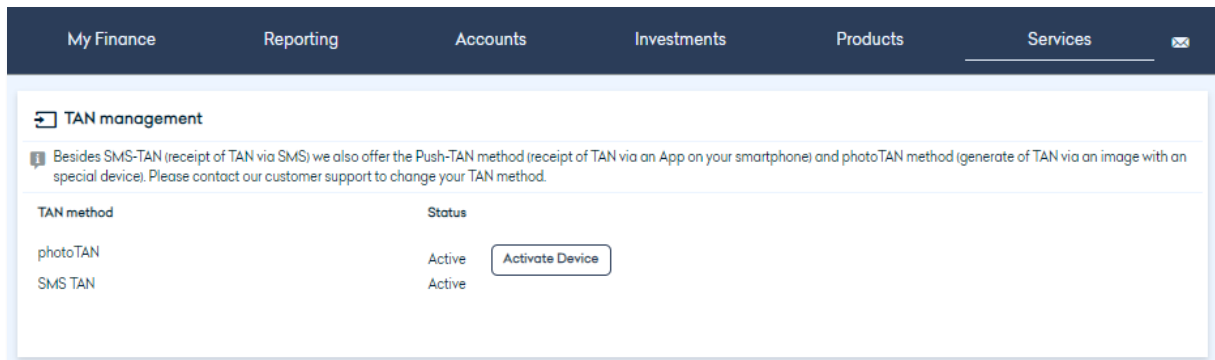 My Finance Reporting Accounts Investments Products Services
TAN management
Besides SMS-TAN (receipt of TAN via SMS) we also offer the Push-TAN method (receipt of TAN via an App on your smartphone) and photoTAN method (generate of TAN via an image with an
special device). Please contact our customer support to change your TAN method.
TAN method Status
photoTAN Active Activate Device
SMS TAN Active